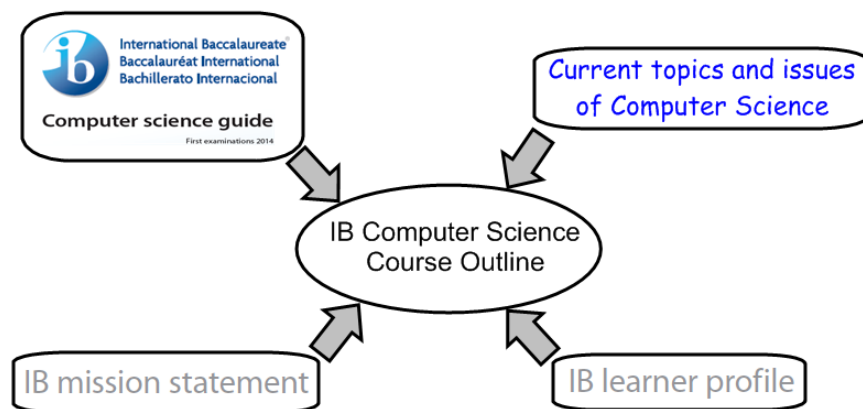 ib
International Baccalaureate®
Baccalauréat International
Bachillerato Internacional
Computer science guide
First examinations 2014
Current topics and issues
of Computer Science
IB Computer Science
Course Outline
IB mission statement
IB learner profile